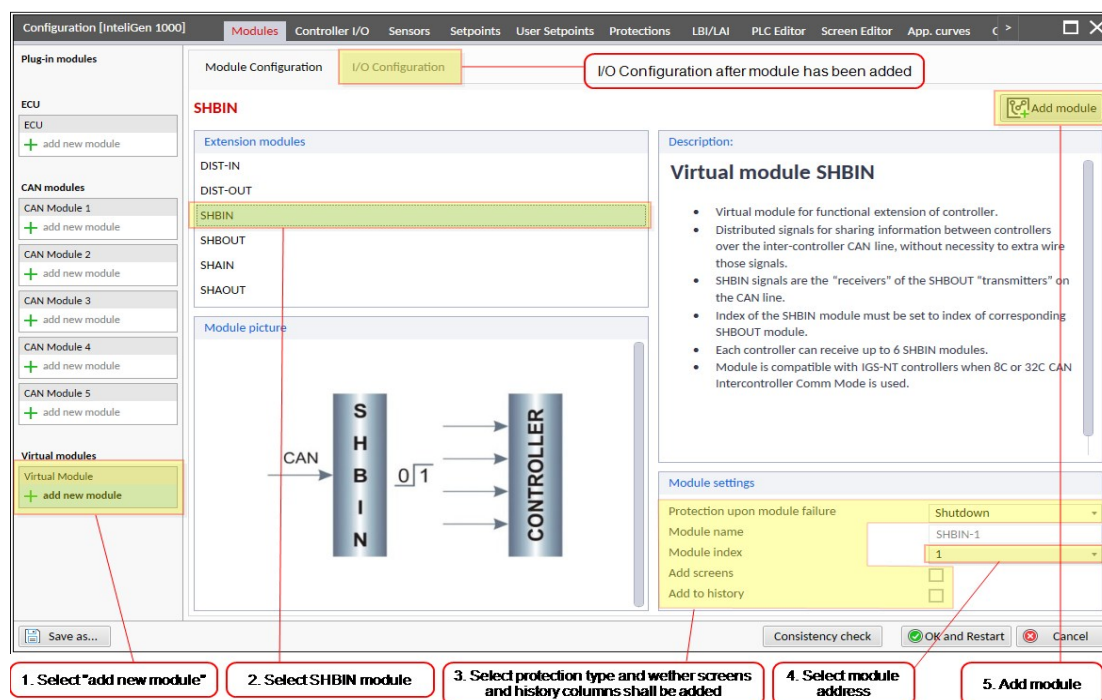 Configuration [InteliGen 1000]
Modules Controller I/O Sensors Setpoints User Setpoints Protections LBI/LAI PLC Editor Screen Editor App. curves >
Plug-in modules
ECU
ECU
add new module
CAN modules
CAN Module 1
add new module
CAN Module 2
add new module
CAN Module 3
add new module
CAN Module 4
add new module
CAN Module 5
add new module
Virtual modules
Virtual Module
add new module
Module Configuration I/O Configuration
I/O Configuration after module has been added
SHBIN
Add module
Extension modules
DIST-IN
DIST-OUT
SHBIN
SHBOUT
SHAIN
SHAOUT
Module picture
CAN
SHBIN
0 1
CONTROLLER
Description:
Virtual module SHBIN
• Virtual module for functional extension of controller.
• Distributed signals for sharing information between controllers
over the inter-controller CAN line, without necessity to extra wire
those signals.
• SHBIN signals are the "receivers" of the SHBOUT "transmitters" on
the CAN line.
• Index of the SHBIN module must be set to index of corresponding
SHBOUT module.
• Each controller can receive up to 6 SHBIN modules.
• Module is compatible with IGS-NT controllers when 8C or 32C CAN
Intercontroller Comm Mode is used.
Module settings
Protection upon module failure Shutdown
Module name SHBIN-1
Module index 1
Add screens
Add to history
Save as...
Consistency check
OK and Restart
Cancel
1. Select "add new module"
2. Select SHBIN module
3. Select protection type and wether screens
and history columns shall be added
4. Select module
address
5. Add module